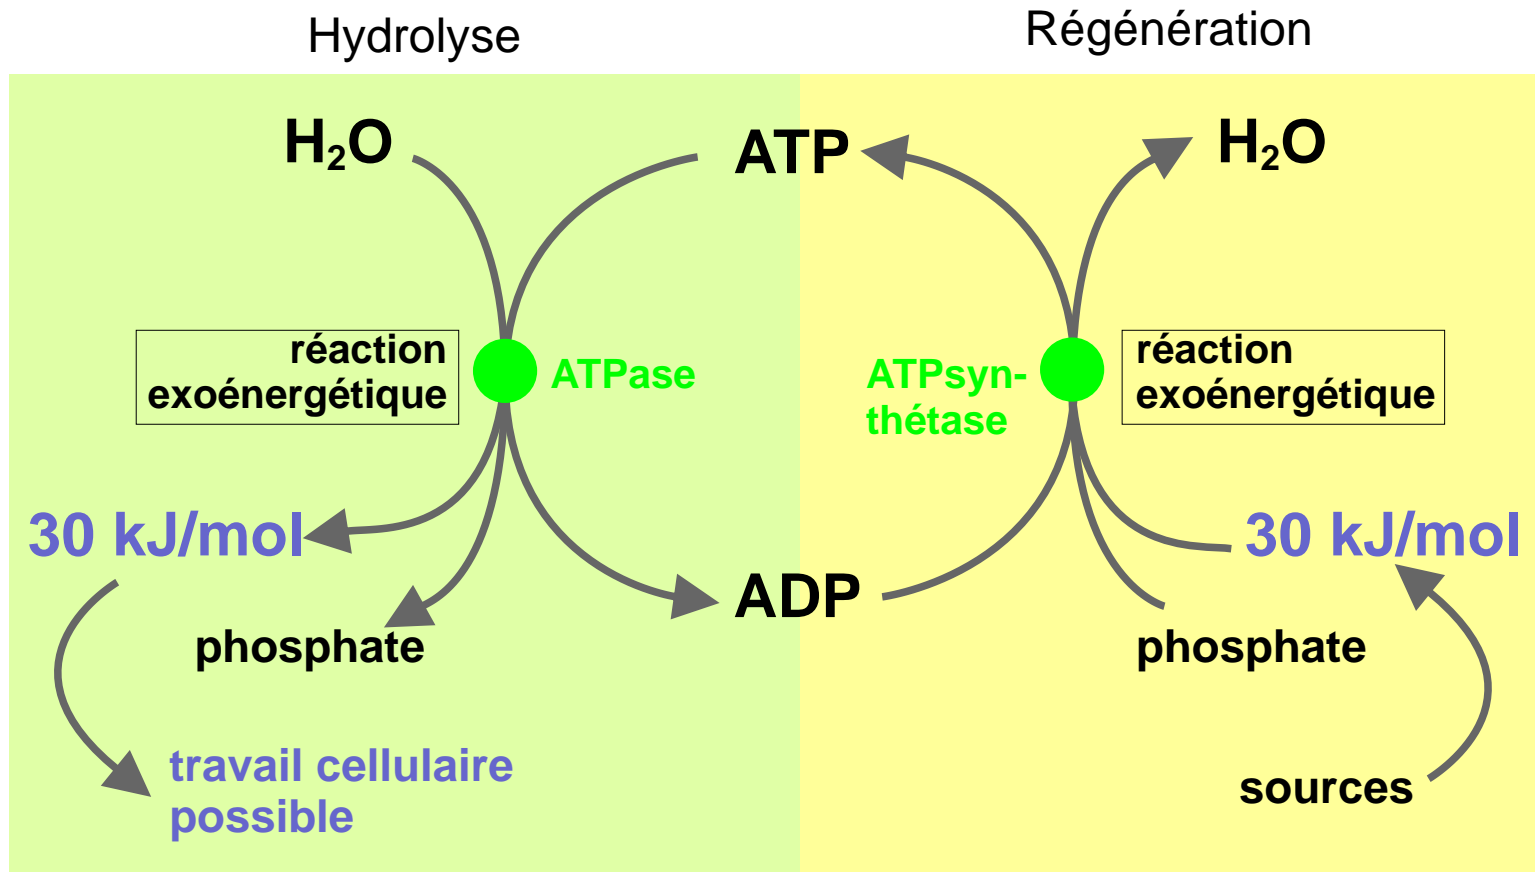 Hydrolyse
Régénération
H₂O
ATP
H₂O
réaction
exoénergétique
ATPase
ATPsyn-
thétase
réaction
exoénergétique
30 kJ/mol
30 kJ/mol
ADP
phosphate
phosphate
travail cellulaire
possible
sources